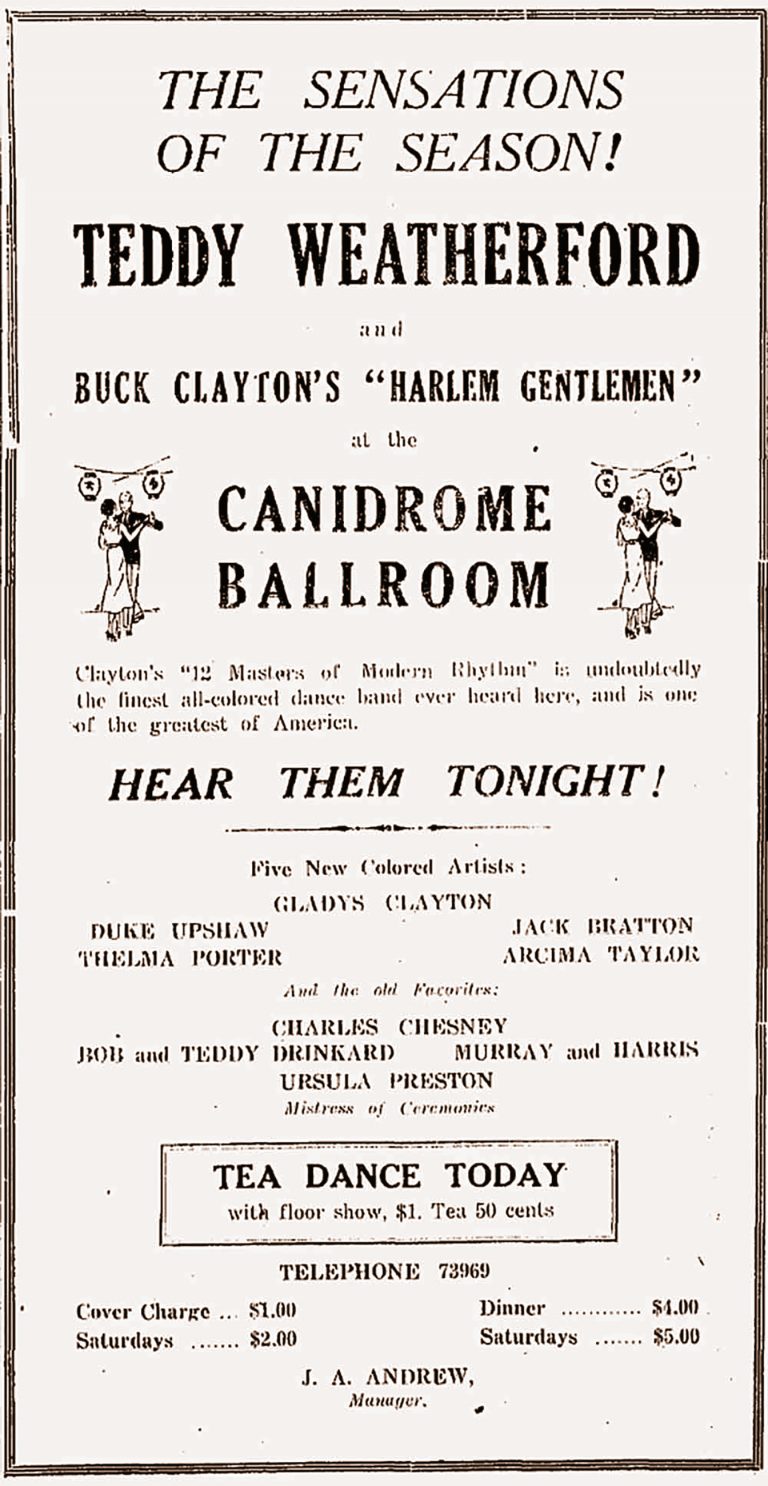 THE SENSATIONS
OF THE SEASON!
TEDDY WEATHERFORD
and
BUCK CLAYTON'S "HARLEM GENTLEMEN"
at the
CANIDROME
BALLROOM
Clayton's "12 Masters of Modern Rhythm" is undoubtedly
the finest all-colored dance band ever heard here, and is one
of the greatest of America.
HEAR THEM TONIGHT!
Five New Colored Artists:
GLADYS CLAYTON
DUKE UPSHAW JACK BRATTON
THELMA PORTER ARCIMA TAYLOR
And the old Favorites:
CHARLES CHESNEY
BOB and TEDDY DRINKARD MURRAY and HARRIS
URSULA PRESTON
Mistress of Ceremonies
TEA DANCE TODAY
with floor show, $1. Tea 50 cents
TELEPHONE 73969
Cover Charge ... $1.00 Dinner ............ $4.00
Saturdays ....... $2.00 Saturdays ....... $5.00
J. A. ANDREW,
Manager.